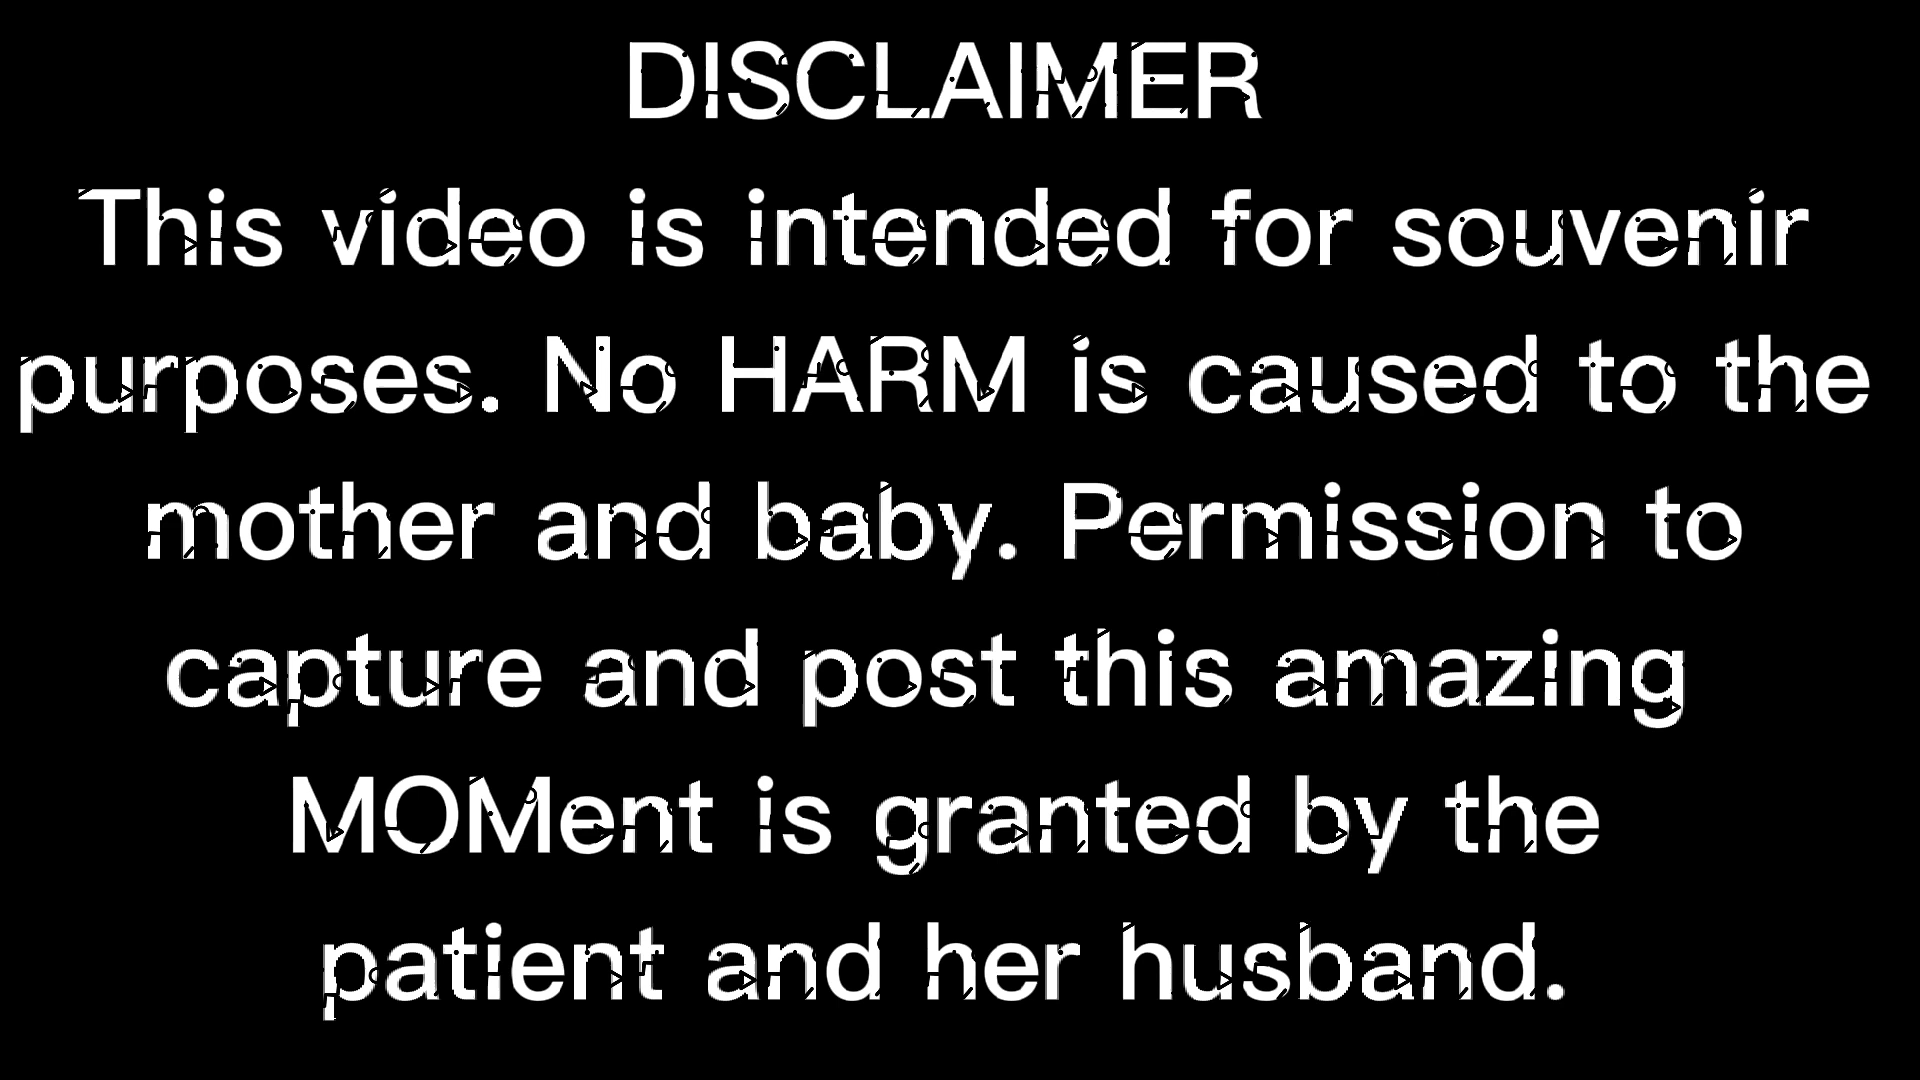 DISCLAIMER
This video is intended for souvenir
purposes. No HARM is caused to the
mother and baby. Permission to
capture and post this amazing
MOMent is granted by the
patient and her husband.